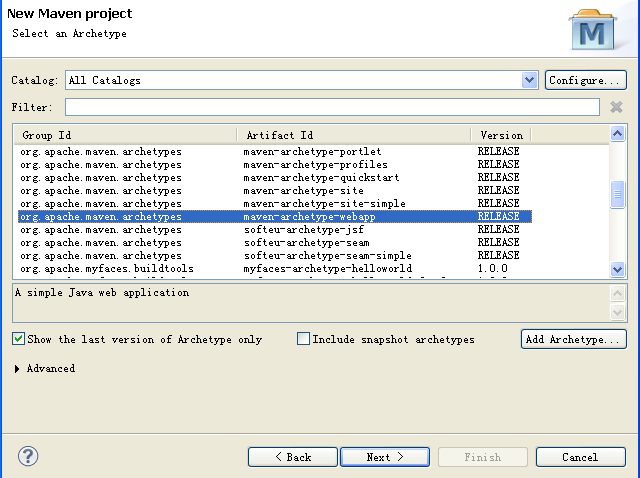 New Maven project
Select an Archetype
M
Catalog: All Catalogs Configure...
Filter:
Group Id Artifact Id Version
org.apache.maven.archetypes maven-archetype-portlet RELEASE
org.apache.maven.archetypes maven-archetype-profiles RELEASE
org.apache.maven.archetypes maven-archetype-quickstart RELEASE
org.apache.maven.archetypes maven-archetype-site RELEASE
org.apache.maven.archetypes maven-archetype-site-simple RELEASE
org.apache.maven.archetypes maven-archetype-webapp RELEASE
org.apache.maven.archetypes softeu-archetype-jsf RELEASE
org.apache.maven.archetypes softeu-archetype-seam RELEASE
org.apache.maven.archetypes softeu-archetype-seam-simple RELEASE
org.apache.myfaces.buildtools myfaces-archetype-helloworld 1.0.0
A simple Java web application
Show the last version of Archetype only Include snapshot archetypes Add Archetype...
Advanced
? < Back Next > Finish Cancel